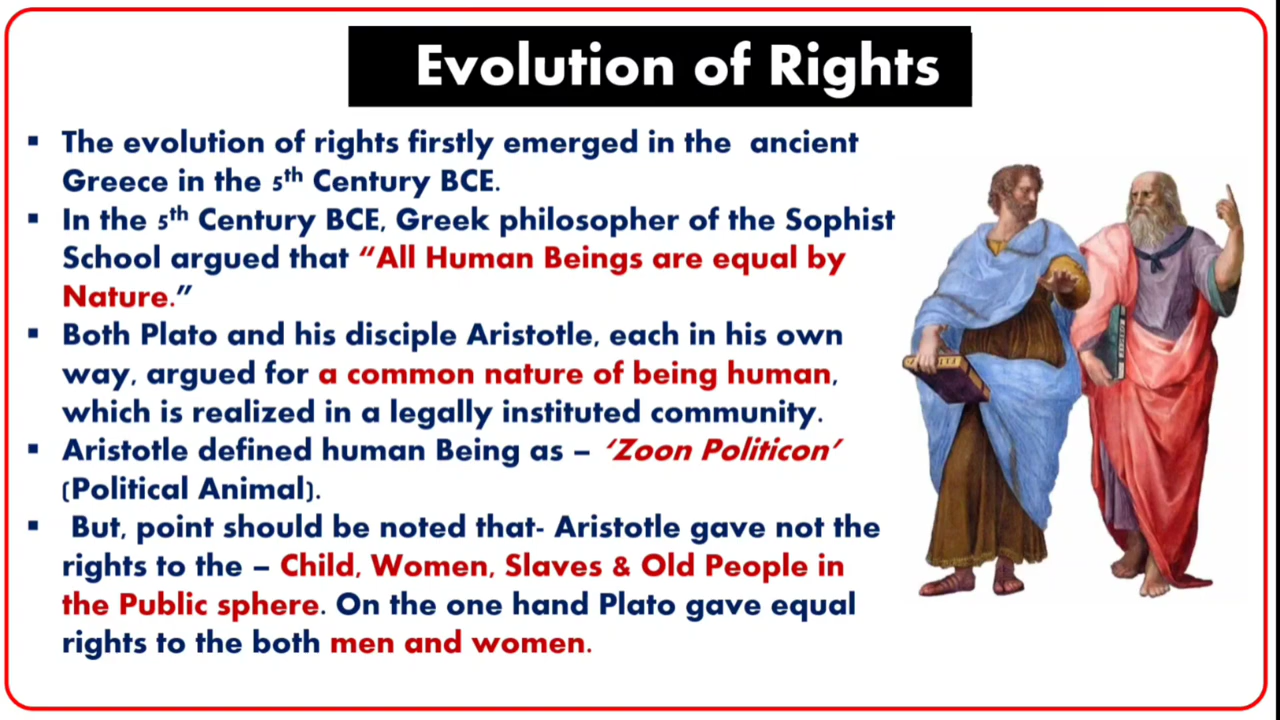 Evolution of Rights
▪ The evolution of rights firstly emerged in the ancient
Greece in the 5th Century BCE.
▪ In the 5th Century BCE, Greek philosopher of the Sophist
School argued that “All Human Beings are equal by
Nature.”
▪ Both Plato and his disciple Aristotle, each in his own
way, argued for a common nature of being human,
which is realized in a legally instituted community.
▪ Aristotle defined human Being as – ‘Zoon Politicon’
(Political Animal).
▪ But, point should be noted that- Aristotle gave not the
rights to the – Child, Women, Slaves & Old People in
the Public sphere. On the one hand Plato gave equal
rights to the both men and women.